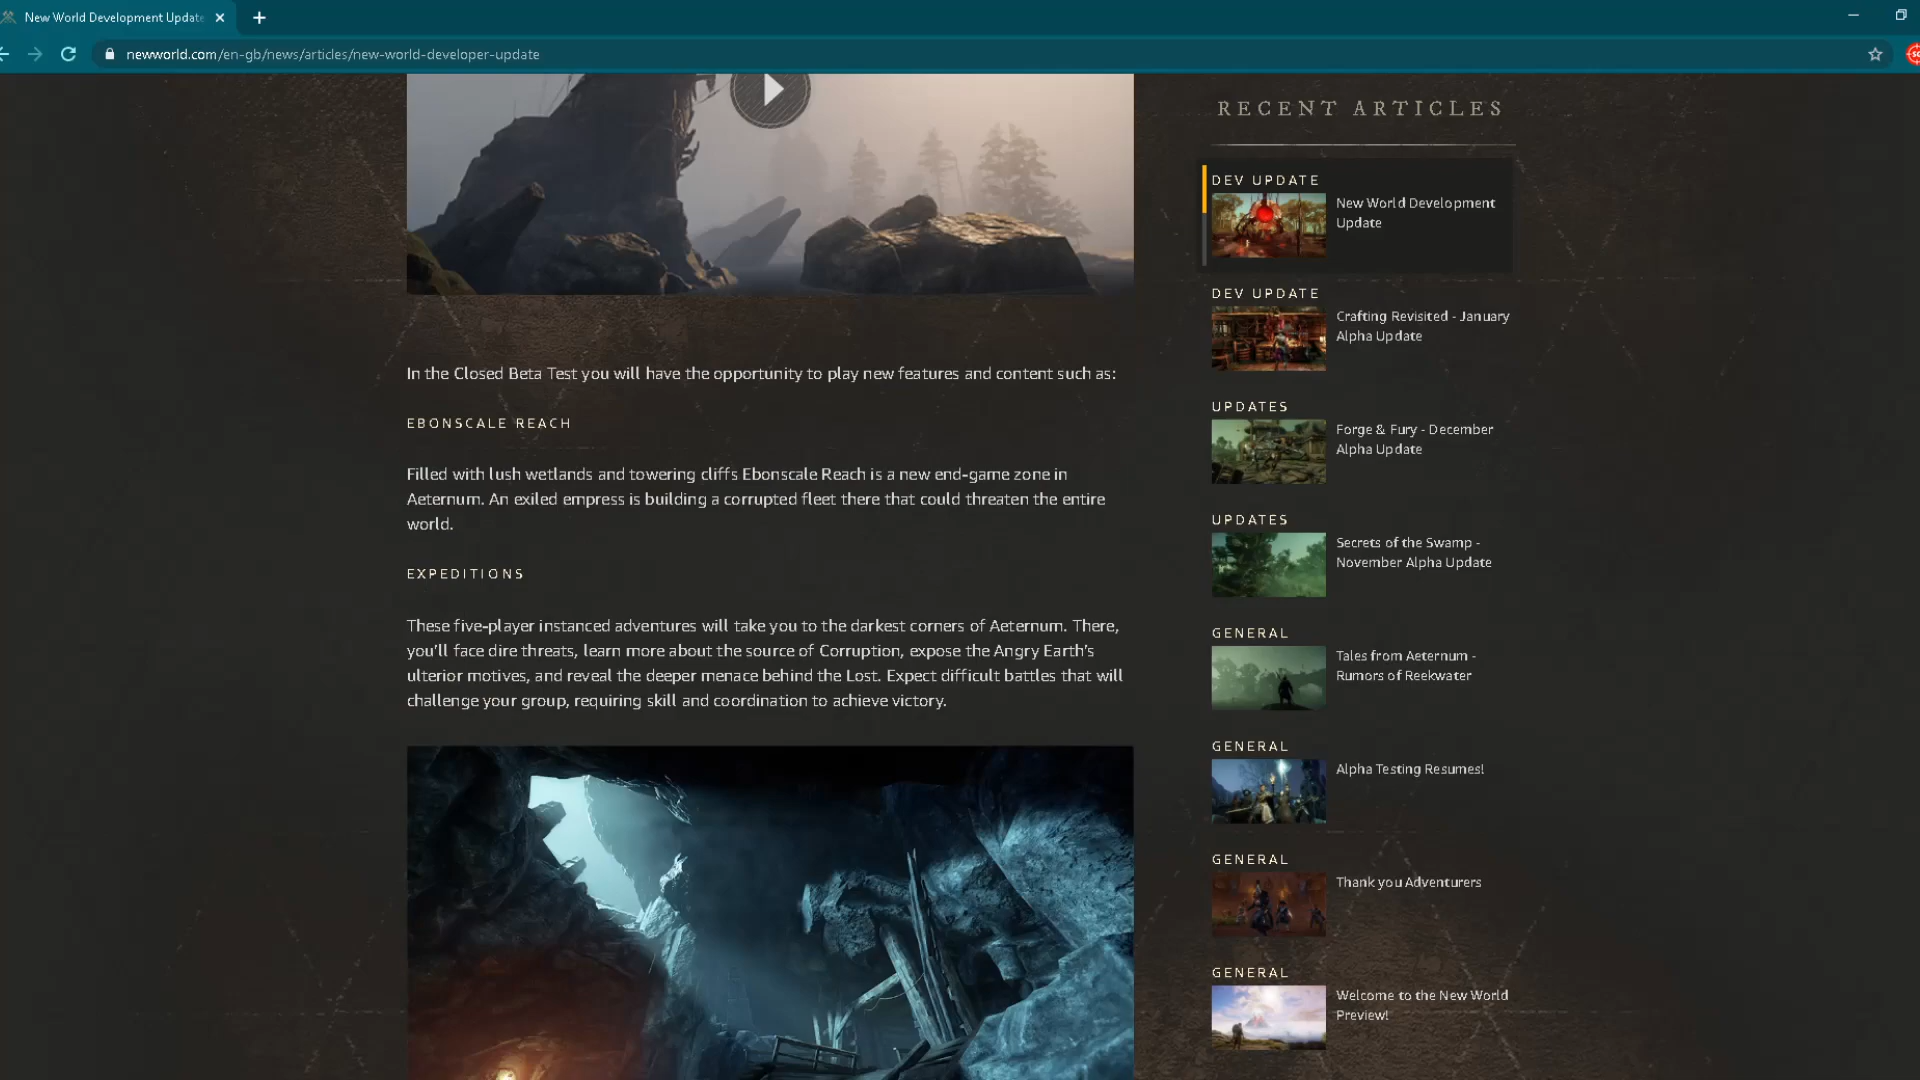 New World Development Update
newworld.com/en-gb/news/articles/new-world-developer-update
In the Closed Beta Test you will have the opportunity to play new features and content such as:
EBONSCALE REACH
Filled with lush wetlands and towering cliffs Ebonscale Reach is a new end-game zone in
Aeternum. An exiled empress is building a corrupted fleet there that could threaten the entire
world.
EXPEDITIONS
These five-player instanced adventures will take you to the darkest corners of Aeternum. There,
you'll face dire threats, learn more about the source of Corruption, expose the Angry Earth's
ulterior motives, and reveal the deeper menace behind the Lost. Expect difficult battles that will
challenge your group, requiring skill and coordination to achieve victory.
RECENT ARTICLES
DEV UPDATE
New World Development
Update
DEV UPDATE
Crafting Revisited - January
Alpha Update
UPDATES
Forge & Fury - December
Alpha Update
UPDATES
Secrets of the Swamp -
November Alpha Update
GENERAL
Tales from Aeternum -
Rumors of Reekwater
GENERAL
Alpha Testing Resumes!
GENERAL
Thank you Adventurers
GENERAL
Welcome to the New World
Preview!